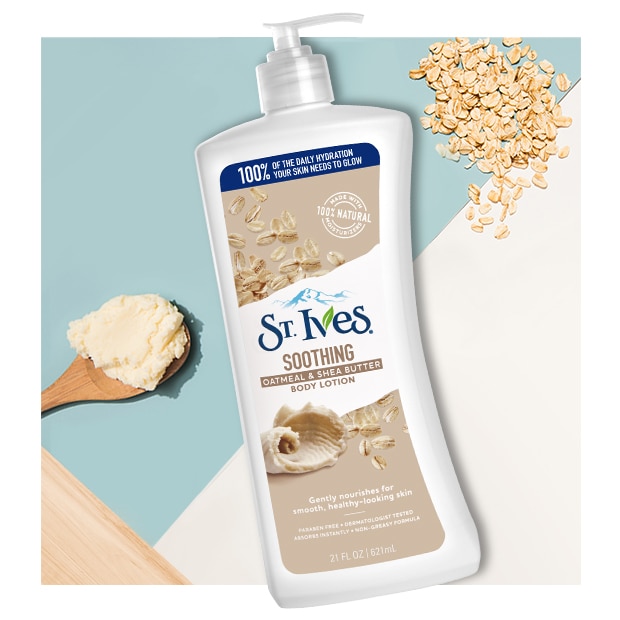 100% OF THE DAILY HYDRATION
YOUR SKIN NEEDS TO GLOW
MADE WITH
100% NATURAL
MOISTURIZERS
ST. IVES®
SOOTHING
OATMEAL & SHEA BUTTER
BODY LOTION
Gently nourishes for
smooth, healthy-looking skin
PARABEN FREE • DERMATOLOGIST TESTED
ABSORBS INSTANTLY • NON-GREASY FORMULA
21 FL OZ | 621mL